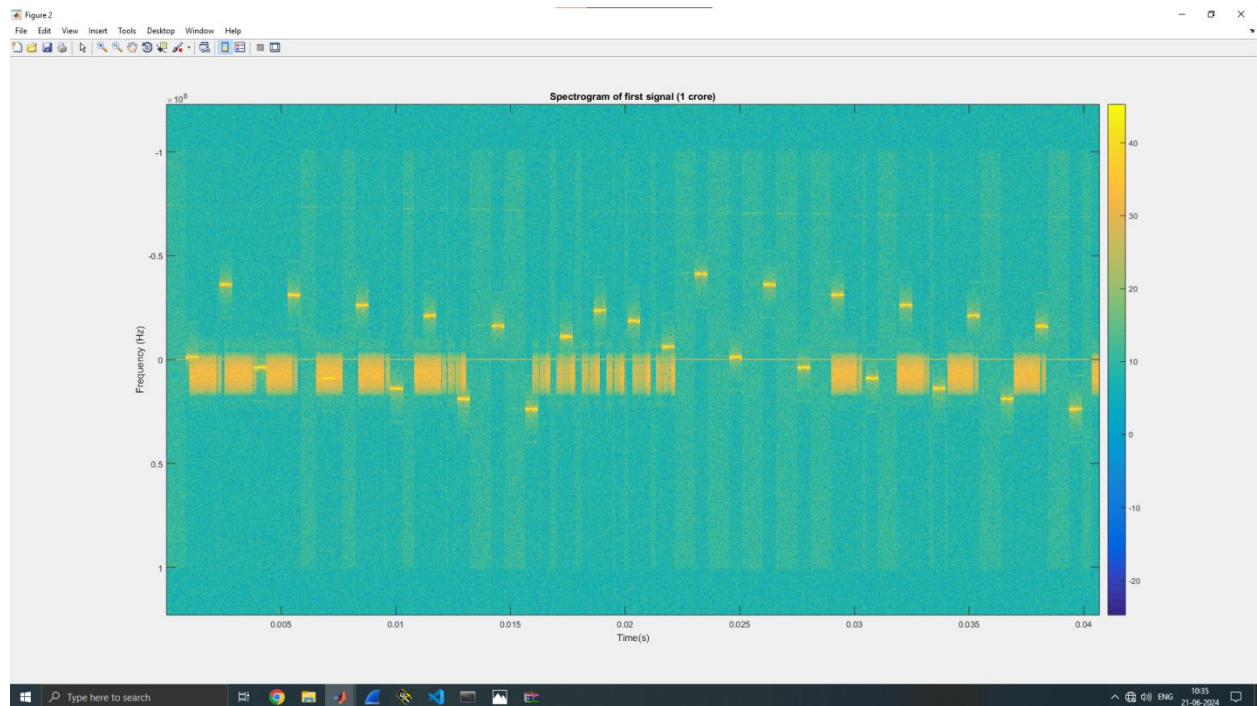 Figure 2
File Edit View Insert Tools Desktop Window Help
Spectrogram of first signal (1 crore)
× 10⁸
-1
-0.5
0
0.5
1
Frequency (Hz)
0.005 0.01 0.015 0.02 0.025 0.03 0.035 0.04
Time(s)
40
30
20
10
0
-10
-20
Type here to search
ENG
10:35
21-06-2024